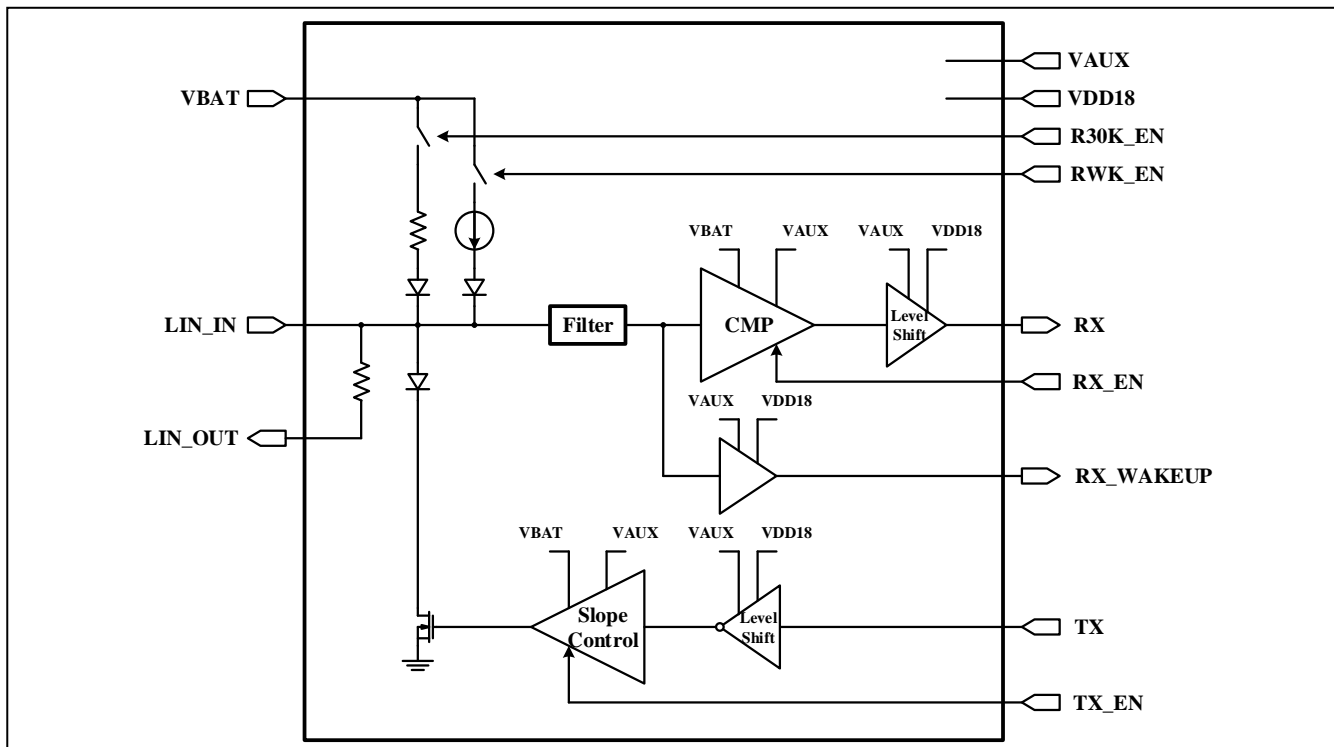 VAUX
VBAT
VDD18
R30K_EN
RWK_EN
VBAT
VAUX
VAUX
VDD18
LIN_IN
Filter
CMP
Level
Shift
RX
RX_EN
VAUX
VDD18
LIN_OUT
RX_WAKEUP
VBAT
VAUX
VAUX
VDD18
Slope
Control
Level
Shift
TX
TX_EN